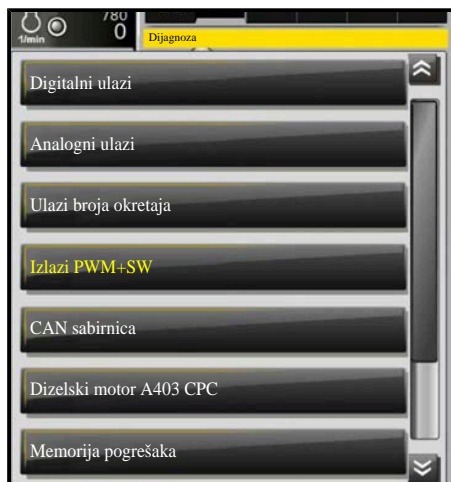 780
0
1/min
Dijagnoza
Digitalni ulazi
Analogni ulazi
Ulazi broja okretaja
Izlazi PWM+SW
CAN sabirnica
Dizelski motor A403 CPC
Memorija pogrešaka